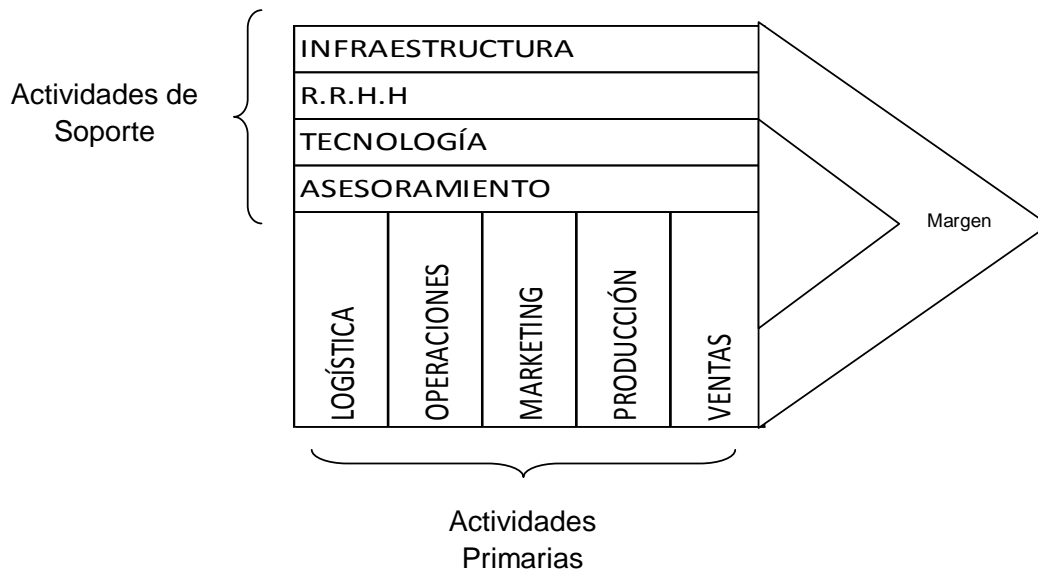 INFRAESTRUCTURA
R.R.H.H
TECNOLOGÍA
ASESORAMIENTO
Actividades de
Soporte
LOGÍSTICA
OPERACIONES
MARKETING
PRODUCCIÓN
VENTAS
Margen
Actividades
Primarias